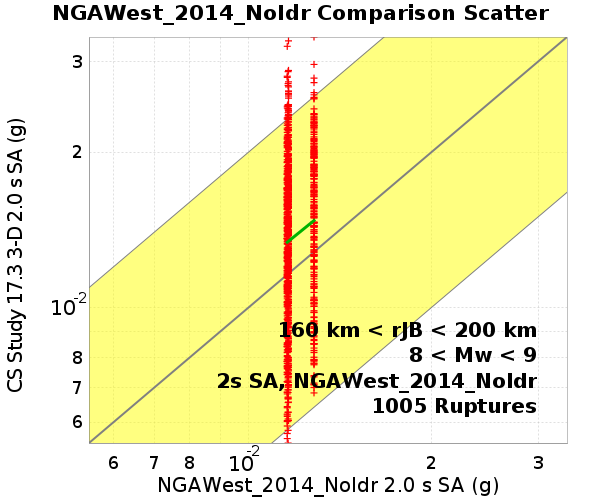 NGAWest_2014_NoIdr Comparison Scatter
CS Study 17.3 3-D 2.0 s SA (g)
3
2
10-2
8
7
6
160 km < rJB < 200 km
8 < Mw < 9
2s SA, NGAWest_2014_NoIdr
1005 Ruptures
6 7 8 10-2 2 3
NGAWest_2014_NoIdr 2.0 s SA (g)